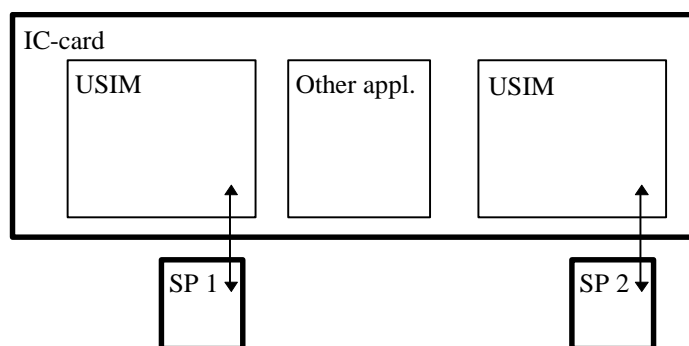 IC-card
USIM
Other appl.
USIM
SP 1
SP 2